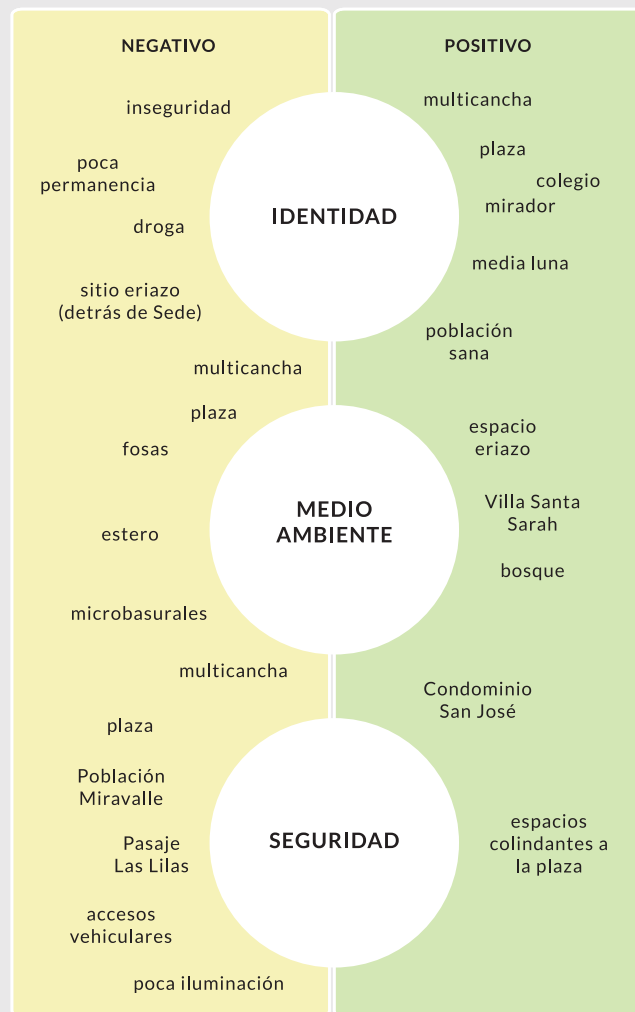 NEGATIVO
POSITIVO
inseguridad
poca
permanencia
droga
sitio eriazo
(detrás de Sede)
IDENTIDAD
multicancha
plaza
colegio
mirador
media luna
población
sana
multicancha
plaza
fosas
estero
microbasurales
MEDIO
AMBIENTE
espacio
eriazo
Villa Santa
Sarah
bosque
multicancha
plaza
Población
Miravalle
Pasaje
Las Lilas
accesos
vehiculares
poca iluminación
SEGURIDAD
Condominio
San José
espacios
colindantes a
la plaza